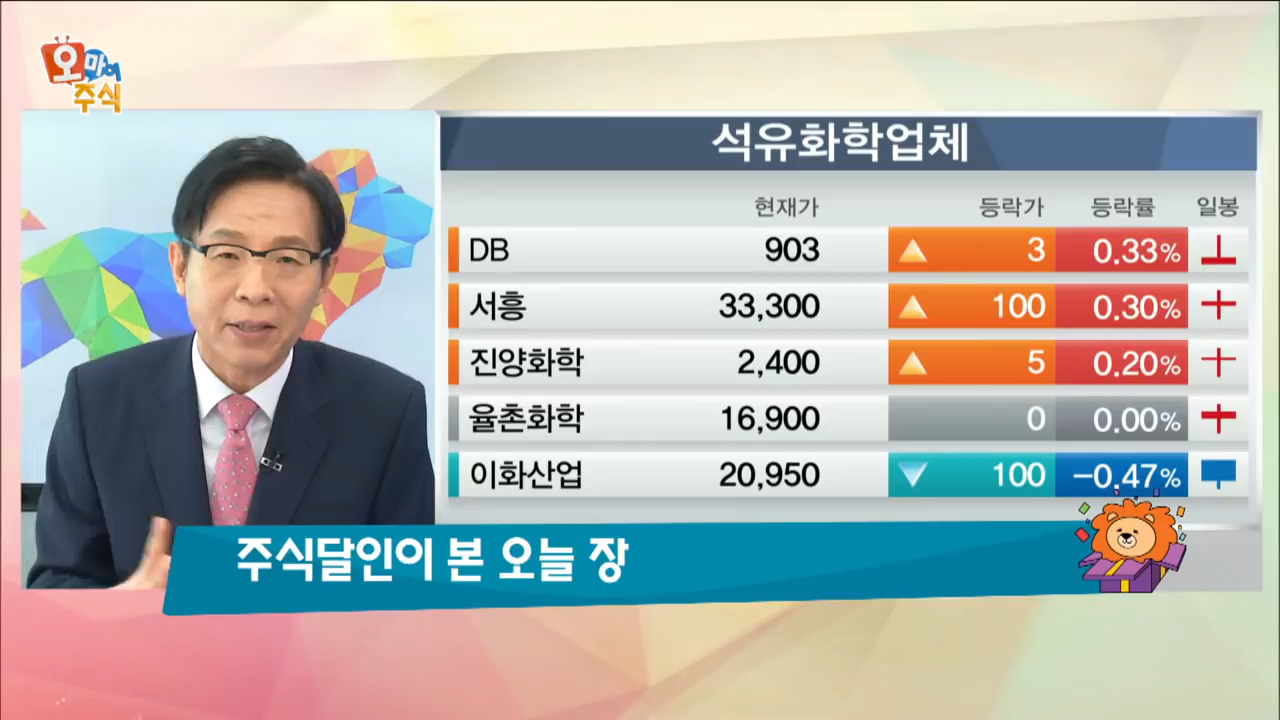 오마이
주식
석유화학업체
현재가 등락가 등락률 일봉
DB 903 ▲ 3 0.33%
서흥 33,300 ▲ 100 0.30%
진양화학 2,400 ▲ 5 0.20%
율촌화학 16,900 0 0.00%
이화산업 20,950 ▼ 100 -0.47%
주식달인이 본 오늘 장